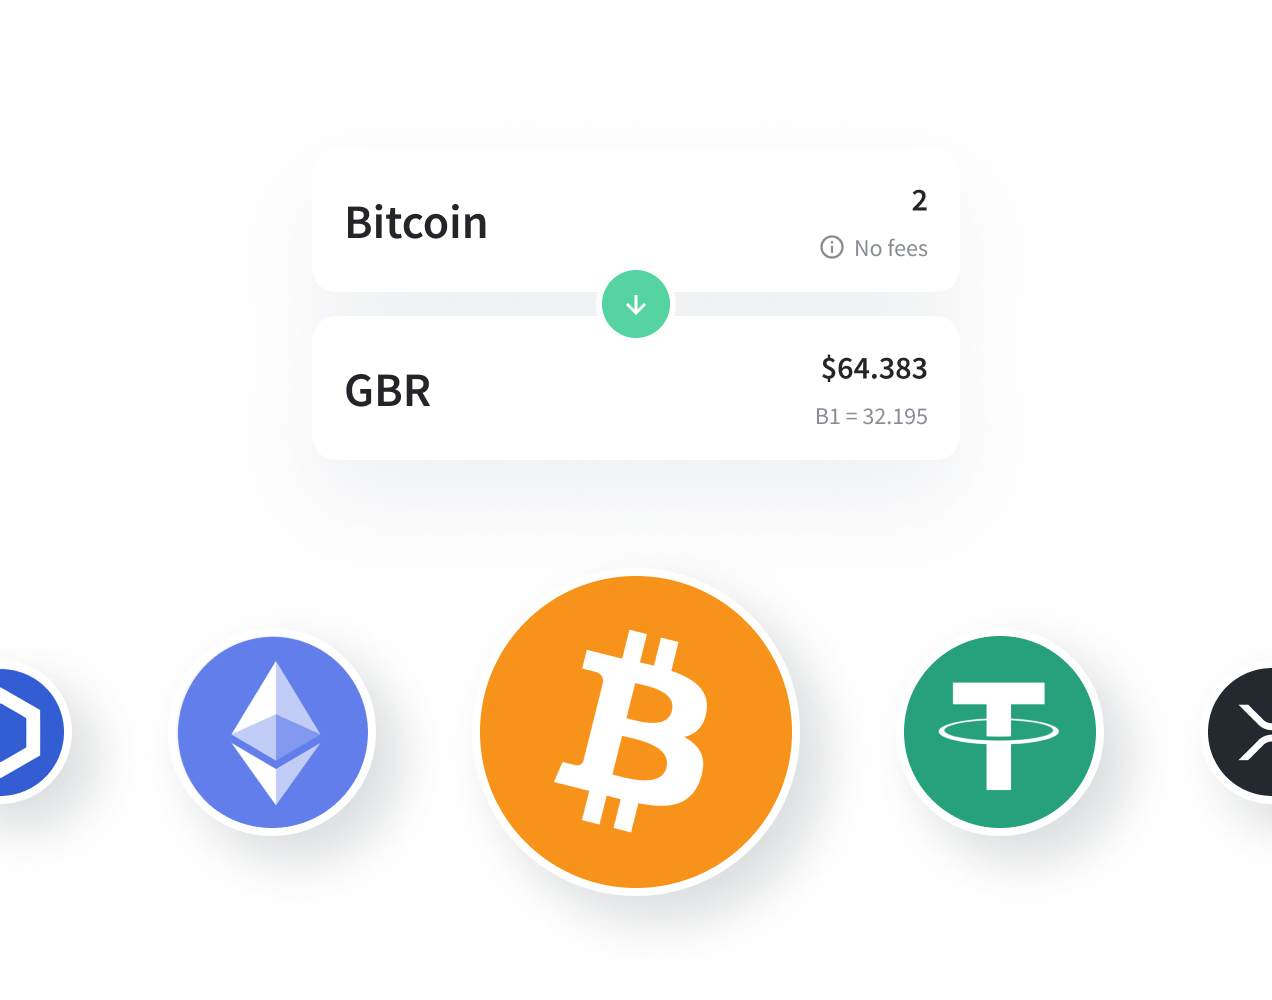 Bitcoin
2
No fees
GBR
$64.383
B1 = 32.195